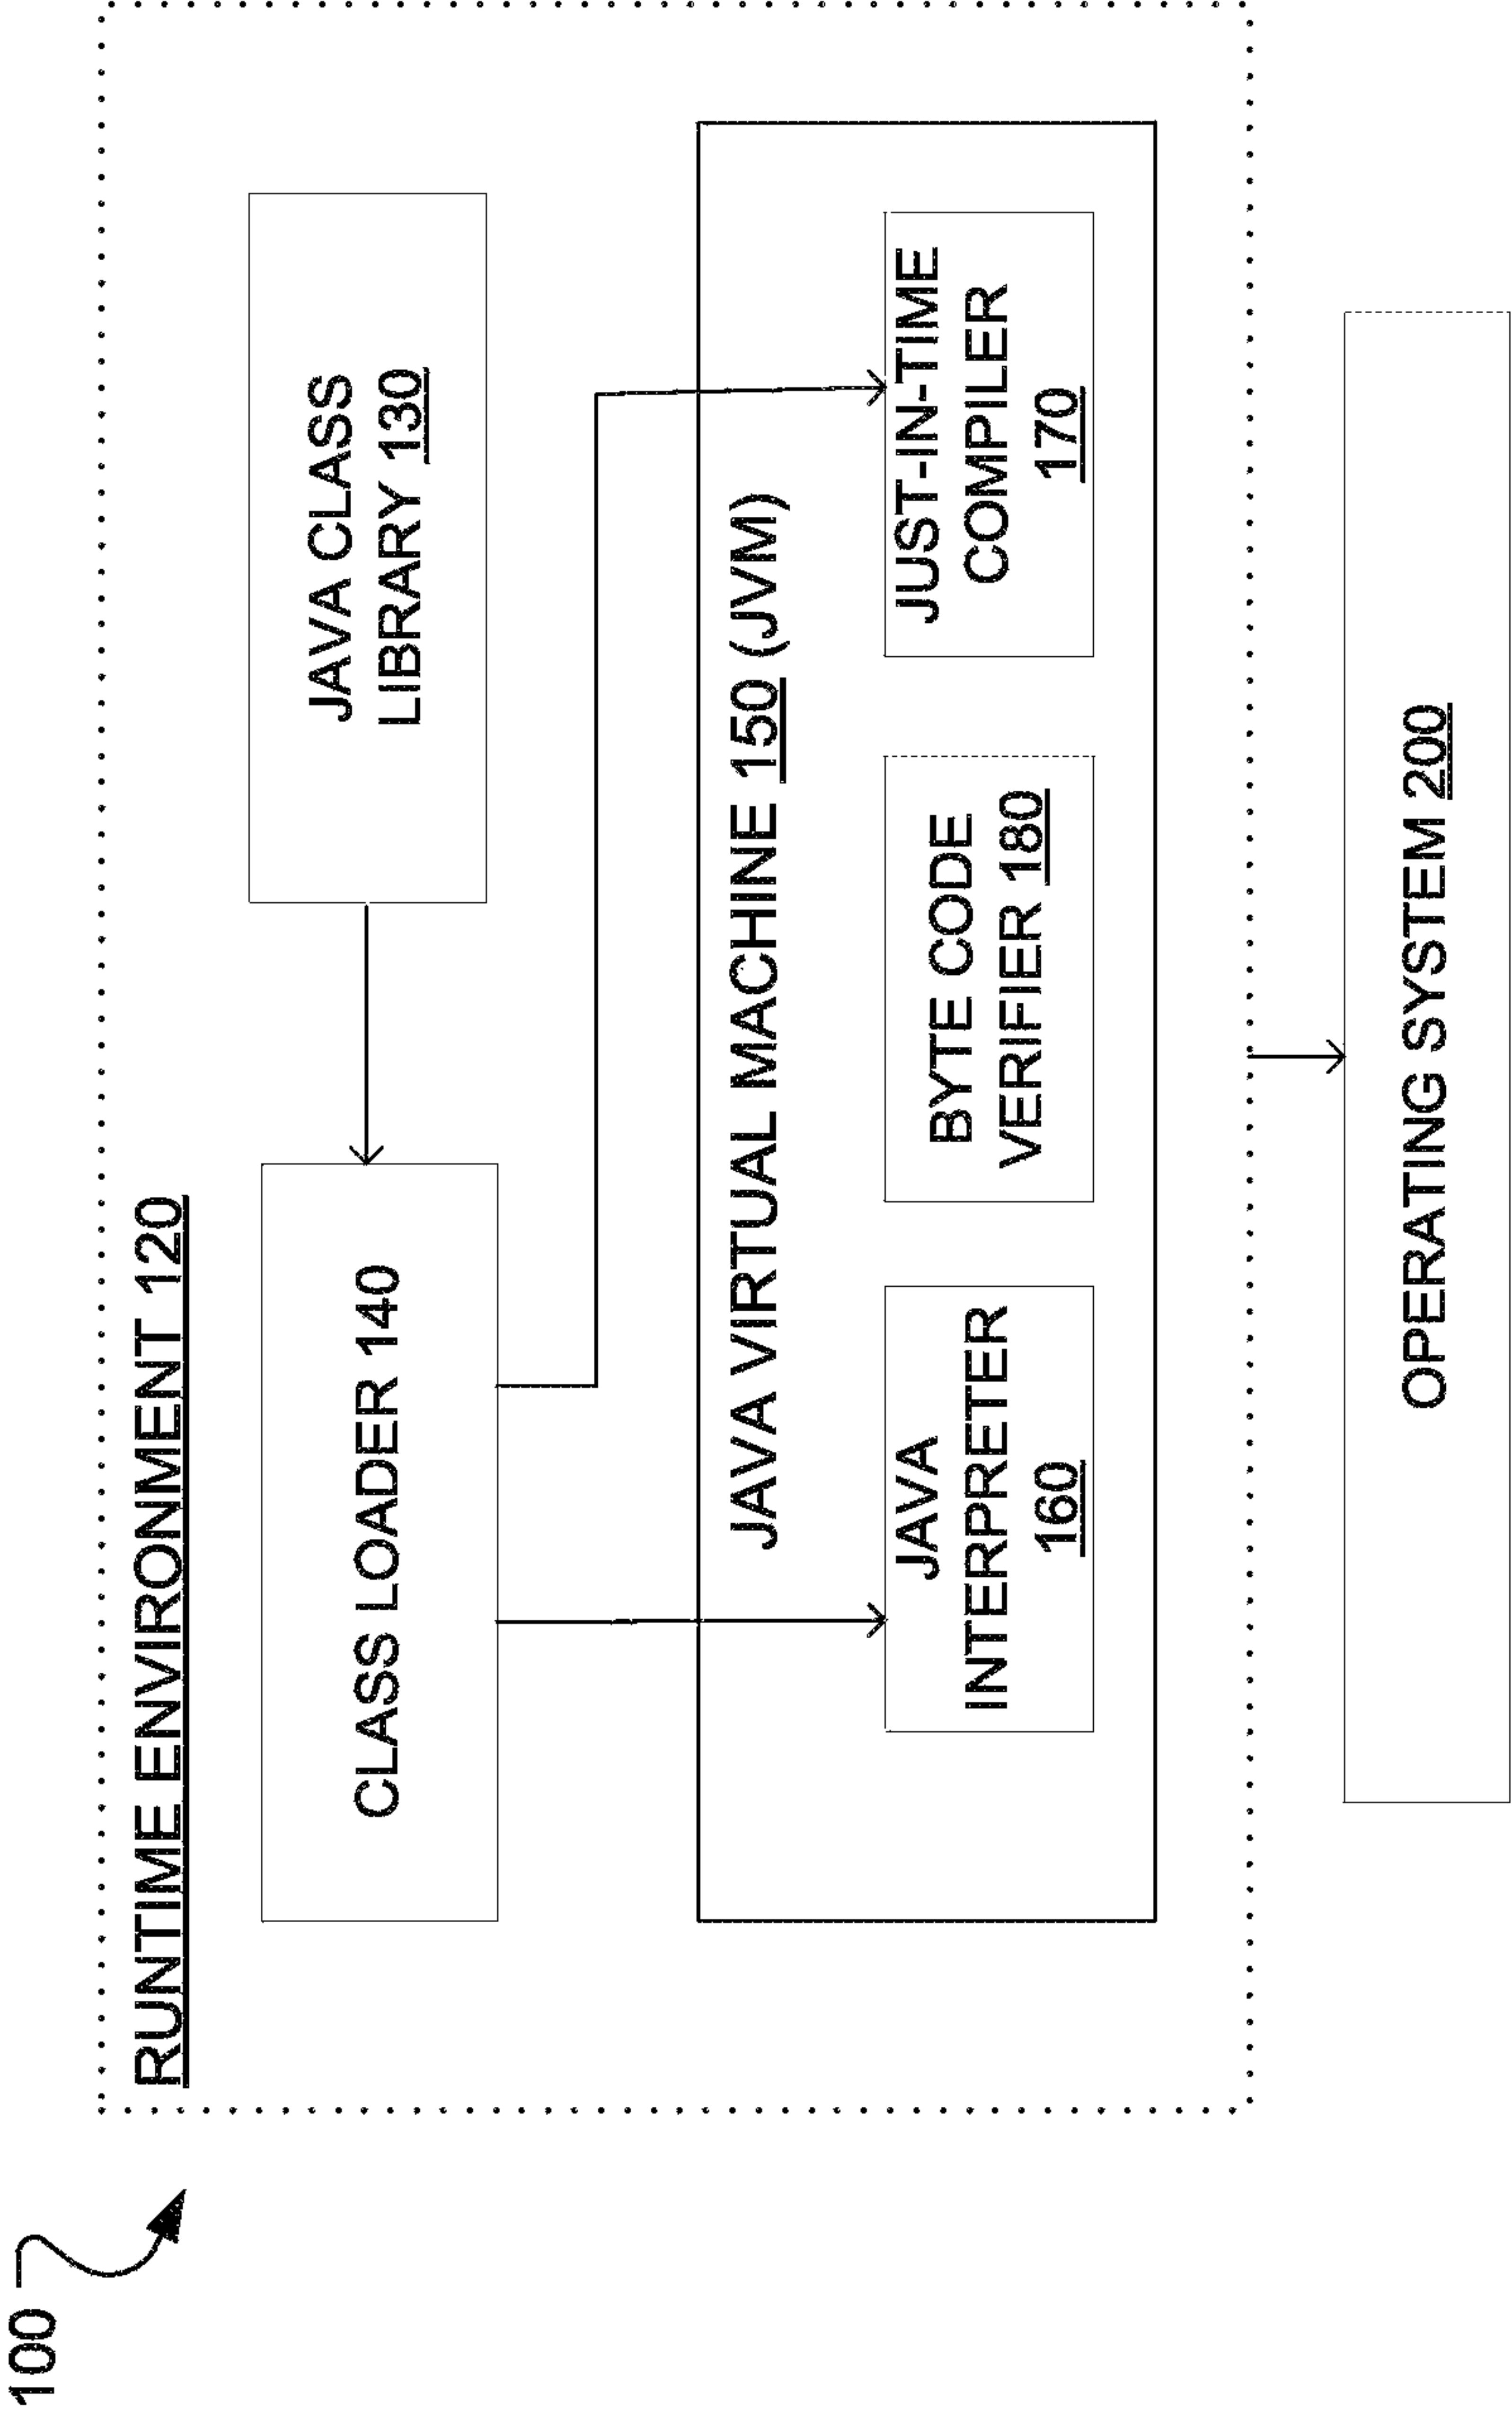 100
RUNTIME ENVIRONMENT 120
CLASS LOADER 140
JAVA CLASS
LIBRARY 130
JAVA VIRTUAL MACHINE 150 (JVM)
JAVA
INTERPRETER
160
BYTE CODE
VERIFIER 180
JUST-IN-TIME
COMPILER
170
OPERATING SYSTEM 200